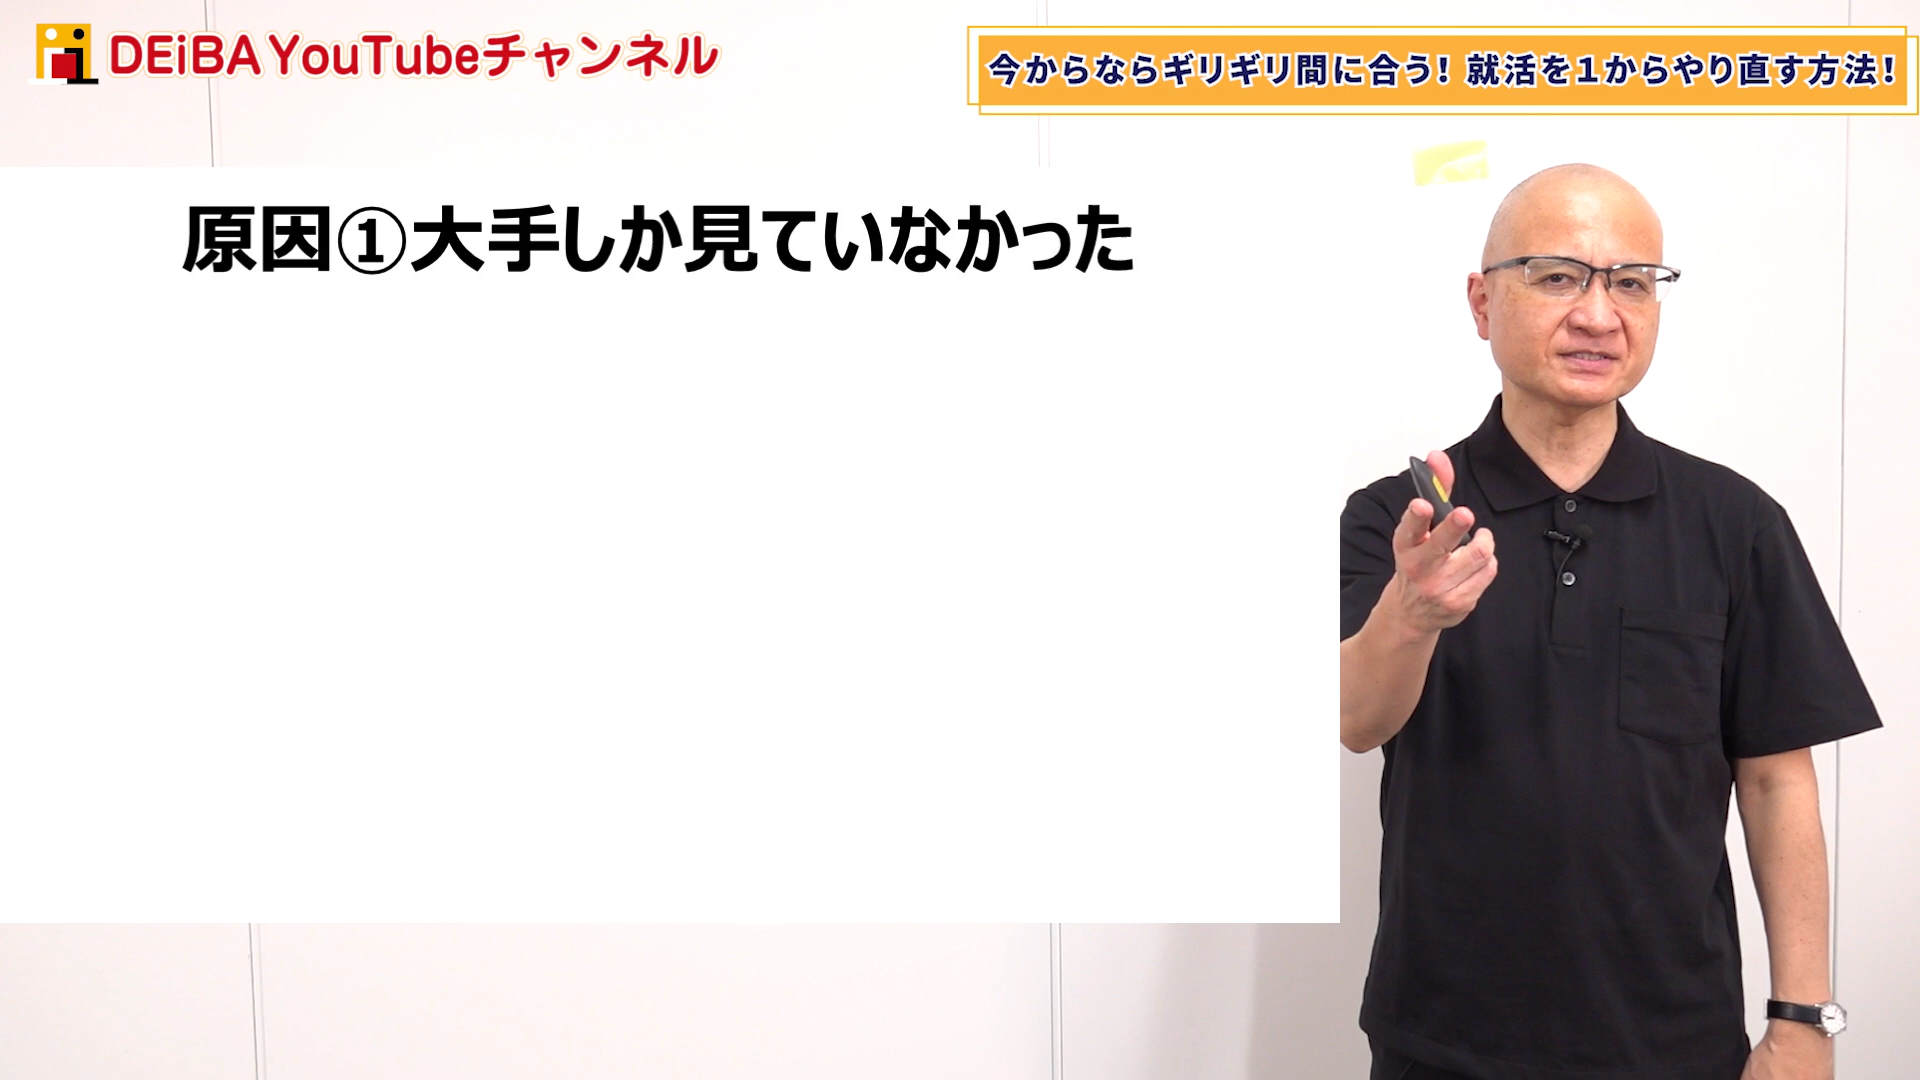 DEiBA YouTubeチャンネル
今からならギリギリ間に合う！就活を１からやり直す方法！
原因①大手しか見ていなかった